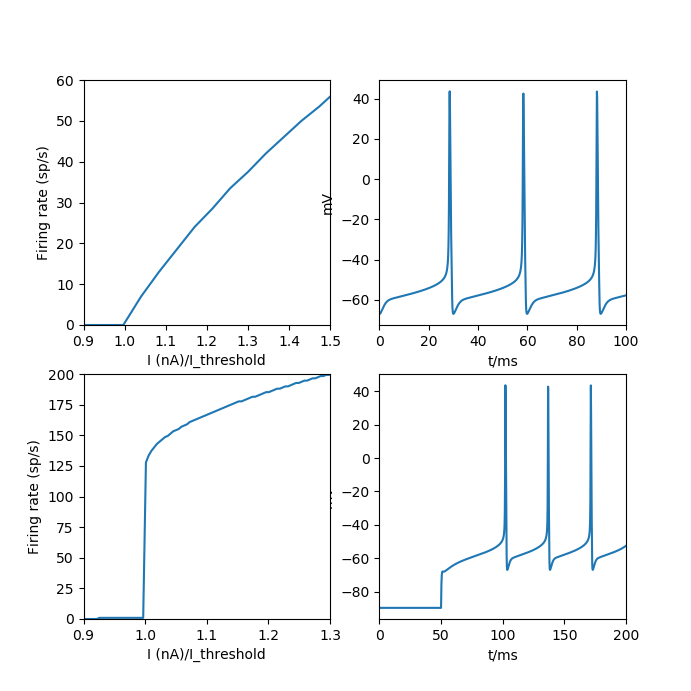 60
50
40
30
20
10
0
Firing rate (sp/s)
0.9 1.0 1.1 1.2 1.3 1.4 1.5
I (nA)/I_threshold
40
20
0
−20
−40
−60
mV
0 20 40 60 80 100
t/ms
200
175
150
125
100
75
50
25
0
Firing rate (sp/s)
0.9 1.0 1.1 1.2 1.3
I (nA)/I_threshold
40
20
0
−20
−40
−60
−80
0 50 100 150 200
t/ms